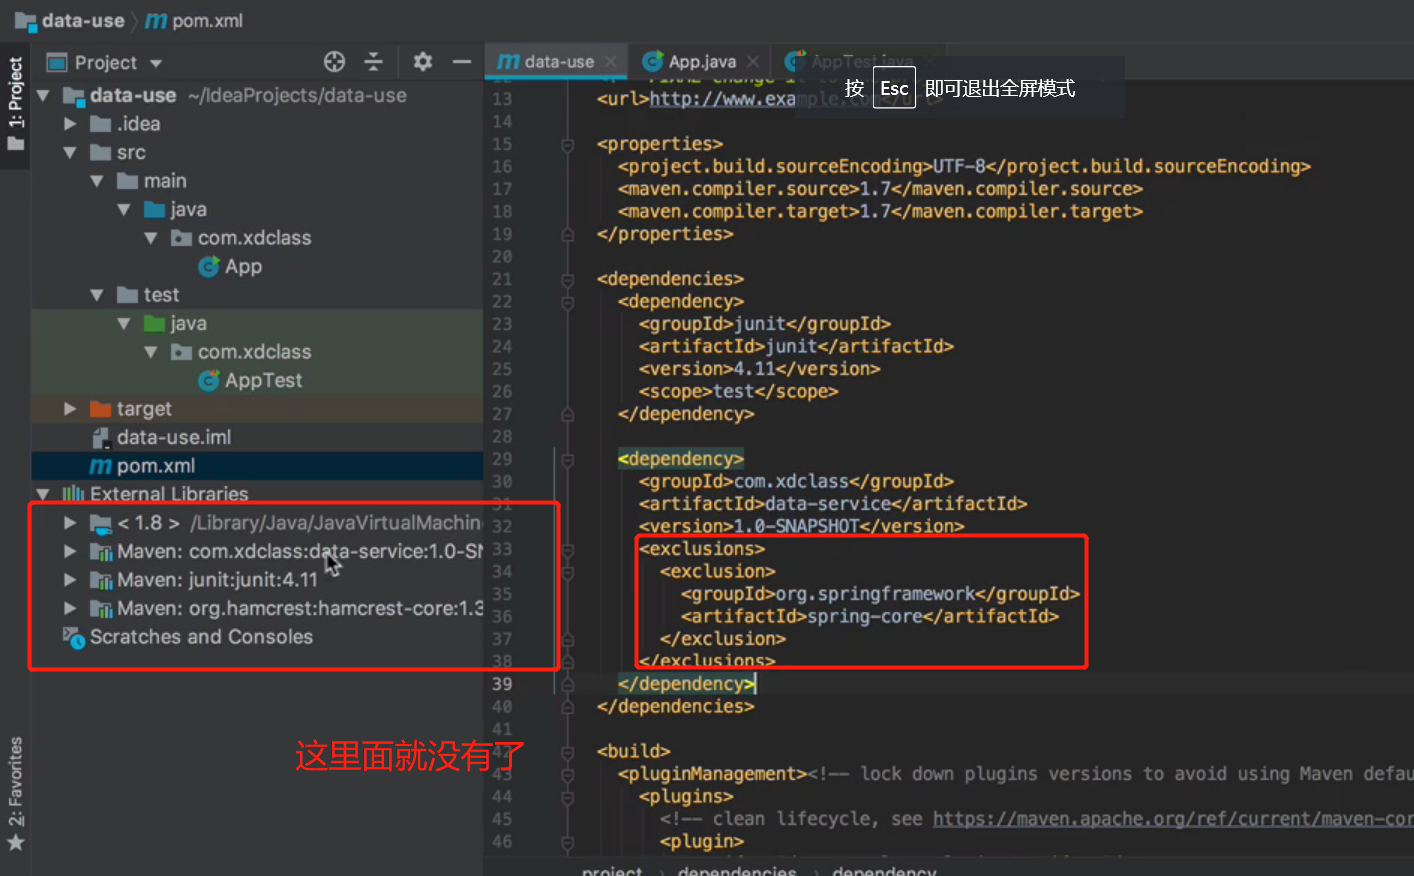 data-use
pom.xml
1: Project
Project
data-use ~/IdeaProjects/data-use
.idea
src
main
java
com.xdclass
App
test
java
com.xdclass
AppTest
target
data-use.iml
pom.xml
External Libraries
< 1.8 > /Library/Java/JavaVirtualMachin
Maven: com.xdclass:data-service:1.0-SN
Maven: junit:junit:4.11
Maven: org.hamcrest:hamcrest-core:1.3
Scratches and Consoles
这里面就没有了
2: Favorites
data-use
App.java
AppTest.java
按 Esc 即可退出全屏模式
13 <url>http://www.exa
14
15 <properties>
16 <project.build.sourceEncoding>UTF-8</project.build.sourceEncoding>
17 <maven.compiler.source>1.7</maven.compiler.source>
18 <maven.compiler.target>1.7</maven.compiler.target>
19 </properties>
20
21 <dependencies>
22 <dependency>
23 <groupId>junit</groupId>
24 <artifactId>junit</artifactId>
25 <version>4.11</version>
26 <scope>test</scope>
27 </dependency>
28
29 <dependency>
30 <groupId>com.xdclass</groupId>
31 <artifactId>data-service</artifactId>
32 <version>1.0-SNAPSHOT</version>
33 <exclusions>
34 <exclusion>
35 <groupId>org.springframework</groupId>
36 <artifactId>spring-core</artifactId>
37 </exclusion>
38 </exclusions>
39 </dependency>
40 </dependencies>
41
42 <build>
43 <pluginManagement><!-- lock down plugins versions to avoid using Maven defau
44 <plugins>
45 <!-- clean lifecycle, see https://maven.apache.org/ref/current/maven-cor
46 <plugin>
project › dependencies › dependency